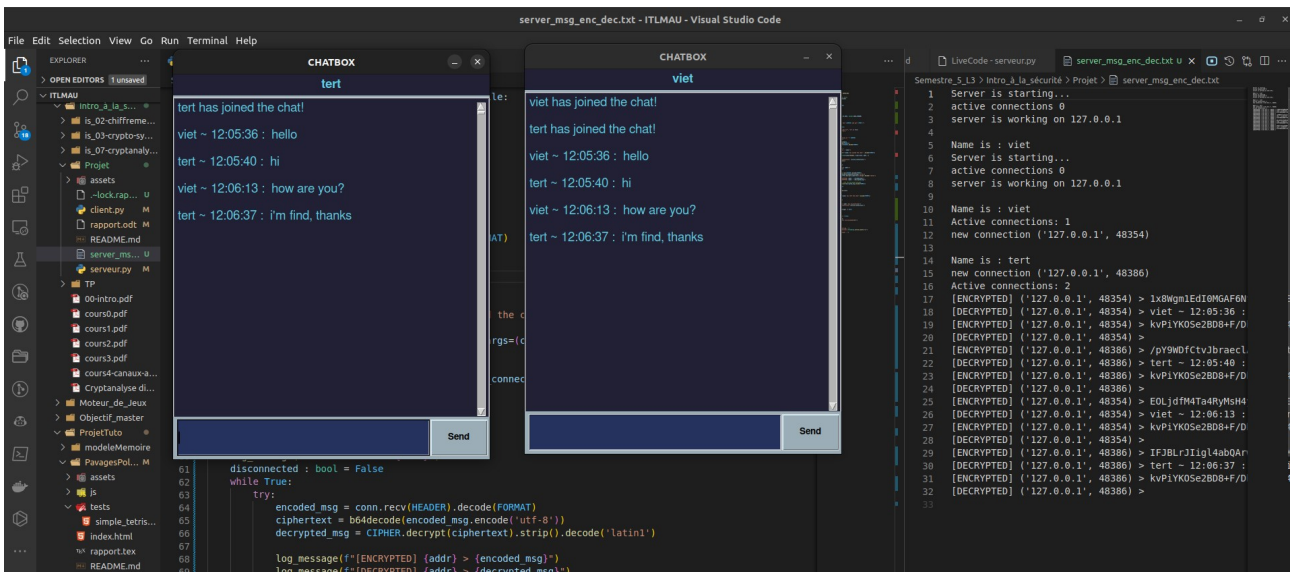 server_msg_enc_dec.txt - ITLMAU - Visual Studio Code
File Edit Selection View Go Run Terminal Help
EXPLORER
OPEN EDITORS 1 unsaved
ITLMAU
Intro_à_la_s...
is_02-chiffreme...
is_03-crypto-sy...
is_07-cryptanaly...
Projet
assets
.~lock.rap... U
client.py M
rapport.odt M
README.md
server_ms... U
serveur.py M
TP
00-intro.pdf
cours0.pdf
cours1.pdf
cours2.pdf
cours3.pdf
cours4-canaux-a...
Cryptanalyse di...
Moteur_de_Jeux
Objectif_master
ProjetTuto
modeleMemoire
PavagesPol... M
assets
js
tests
simple_tetris...
index.html
rapport.tex
README.md
CHATBOX
tert
tert has joined the chat!
viet ~ 12:05:36 : hello
tert ~ 12:05:40 : hi
viet ~ 12:06:13 : how are you?
tert ~ 12:06:37 : i'm find, thanks
Send
le:
MAT)
the c
rgs=(c
connec
CHATBOX
viet
viet has joined the chat!
tert has joined the chat!
viet ~ 12:05:36 : hello
tert ~ 12:05:40 : hi
viet ~ 12:06:13 : how are you?
tert ~ 12:06:37 : i'm find, thanks
Send
61 disconnected : bool = False
62 while True:
63 try:
64 encoded_msg = conn.recv(HEADER).decode(FORMAT)
65 ciphertext = b64decode(encoded_msg.encode('utf-8'))
66 decrypted_msg = CIPHER.decrypt(ciphertext).strip().decode('latin1')
67
68 log_message(f"[ENCRYPTED] {addr} > {encoded_msg}")
69 log_message(f"[DECRYPTED] {addr} > {decrypted_msg}")
d LiveCode - serveur.py server_msg_enc_dec.txt U
Semestre_5_L3 > Intro_à_la_sécurité > Projet > server_msg_enc_dec.txt
1 Server is starting...
2 active connections 0
3 server is working on 127.0.0.1
4
5 Name is : viet
6 Server is starting...
7 active connections 0
8 server is working on 127.0.0.1
9
10 Name is : viet
11 Active connections: 1
12 new connection ('127.0.0.1', 48354)
13
14 Name is : tert
15 new connection ('127.0.0.1', 48386)
16 Active connections: 2
17 [ENCRYPTED] ('127.0.0.1', 48354) > 1x8Wgm1EdI0MGAF6N
18 [DECRYPTED] ('127.0.0.1', 48354) > viet ~ 12:05:36 :
19 [ENCRYPTED] ('127.0.0.1', 48354) > kvPiYKOSe2BD8+F/D
20 [DECRYPTED] ('127.0.0.1', 48354) >
21 [ENCRYPTED] ('127.0.0.1', 48386) > /pY9WDfCtvJbraecl
22 [DECRYPTED] ('127.0.0.1', 48386) > tert ~ 12:05:40 :
23 [ENCRYPTED] ('127.0.0.1', 48386) > kvPiYKOSe2BD8+F/D
24 [DECRYPTED] ('127.0.0.1', 48386) >
25 [ENCRYPTED] ('127.0.0.1', 48354) > EOLjdfM4Ta4RyMsH4
26 [DECRYPTED] ('127.0.0.1', 48354) > viet ~ 12:06:13 :
27 [ENCRYPTED] ('127.0.0.1', 48354) > kvPiYKOSe2BD8+F/D
28 [DECRYPTED] ('127.0.0.1', 48354) >
29 [ENCRYPTED] ('127.0.0.1', 48386) > IFJBLrJIigl4abQAr
30 [DECRYPTED] ('127.0.0.1', 48386) > tert ~ 12:06:37 :
31 [ENCRYPTED] ('127.0.0.1', 48386) > kvPiYKOSe2BD8+F/D
32 [DECRYPTED] ('127.0.0.1', 48386) >
33